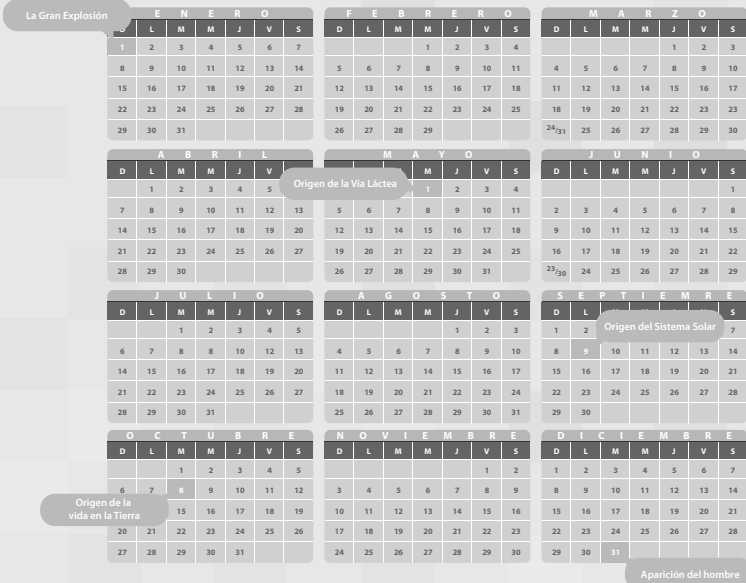 La Gran Explosión
ENERO
L M M J V S
1 2 3 4 5 6 7
8 9 10 11 12 13 14
15 16 17 18 19 20 21
22 23 24 25 26 27 28
29 30 31
FEBRERO
D L M M J V S
1 2 3 4
5 6 7 8 9 10 11
12 13 14 15 16 17 18
19 20 21 22 23 24 25
26 27 28 29
MARZO
D L M M J V S
1 2 3
4 5 6 7 8 9 10
11 12 13 14 15 16 17
18 19 20 21 22 23 23
24/31 25 26 27 28 29 30
ABRIL
D L M M J V
1 2 3 4 5
7 8 9 10 11 12 13
14 15 16 17 18 19 20
21 22 23 24 25 26 27
28 29 30
MAYO
M J V S
Origen de la Vía Láctea
1 2 3 4
5 6 7 8 9 10 11
12 13 14 15 16 17 18
19 20 21 22 23 24 25
26 27 28 29 30 31
JUNIO
D L M M J V S
1
2 3 4 5 6 7 8
9 10 11 12 13 14 15
16 17 18 19 20 21 22
23/30 24 25 26 27 28 29
JULIO
D L M M J V S
1 2 3 4 5
6 7 8 8 10 12 13
14 15 16 17 18 19 20
21 22 23 24 25 26 27
28 29 30 31
AGOSTO
D L M M J V S
1 2 3
4 5 6 7 8 9 10
11 12 13 14 15 16 17
18 19 20 21 22 23 24
25 26 27 28 29 30 31
SEPTIEMRE
D L S
Origen del Sistema Solar
1 2 7
8 9 10 11 12 13 14
15 16 17 18 19 20 21
22 23 24 25 26 27 28
29 30
OCTUBRE
D L M M J V S
1 2 3 4 5
6 7 8 9 10 11 12
Origen de la
vida en la Tierra
15 16 17 18 19
20 21 22 23 24 25 26
27 28 29 30 31
NOVIEMBRE
D L M M J V S
1 2
3 4 5 6 7 8 9
10 11 12 13 14 15 16
17 18 19 20 21 22 23
24 25 26 27 28 29 30
DICIEMBRE
D L M M J V S
1 2 3 4 5 6 7
8 9 10 11 12 13 14
15 16 17 18 19 20 21
22 23 24 25 26 27 28
29 30 31
Aparición del hombre